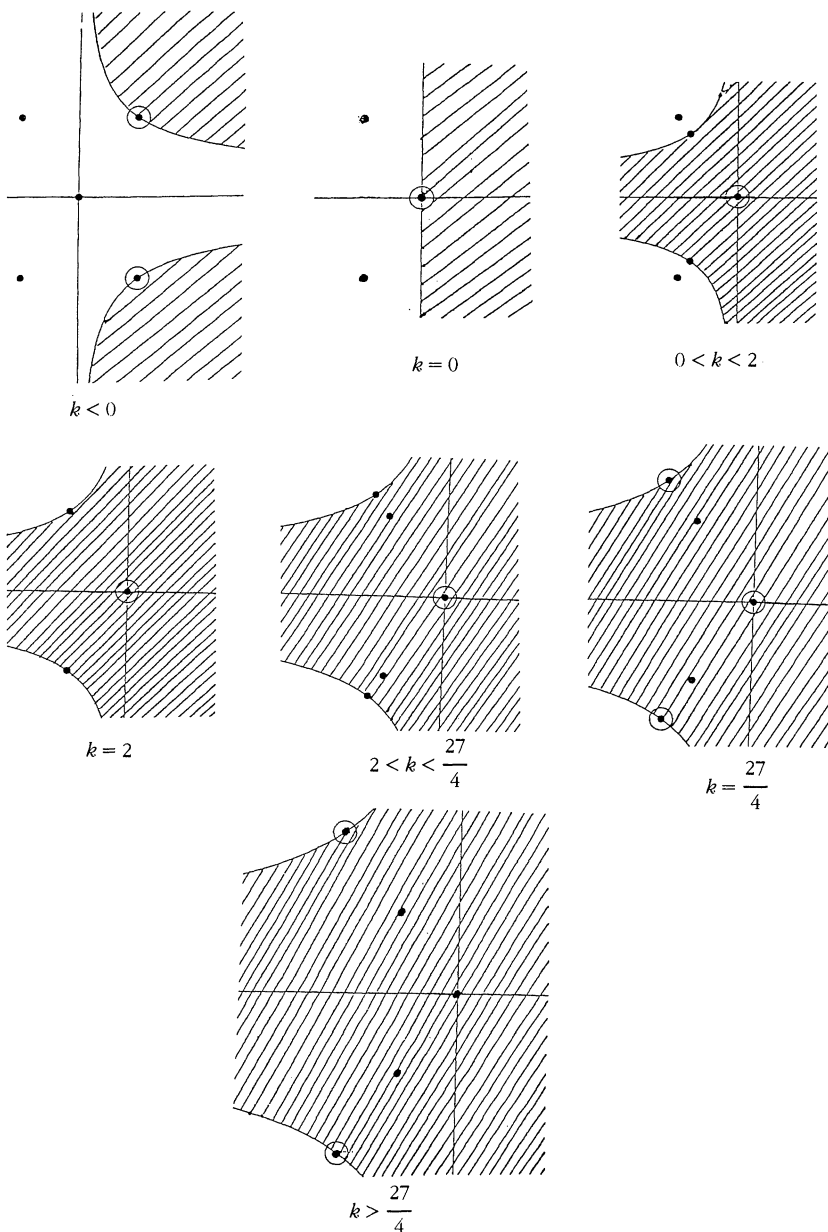 k < 0
k = 0
0 < k < 2
k = 2
2 < k < 27/4
k = 27/4
k > 27/4